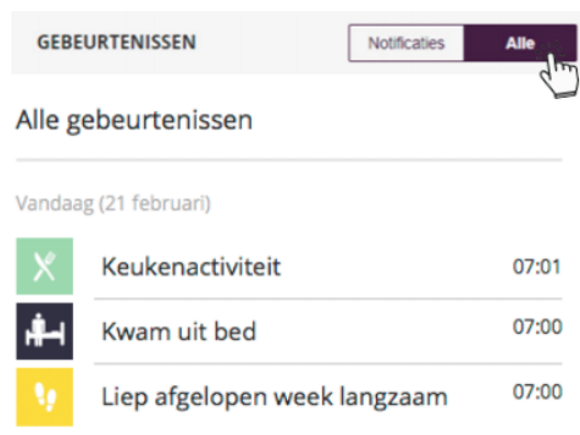 GEBEURTENISSEN Notificaties Alle
Alle gebeurtenissen
Vandaag (21 februari)
Keukenactiviteit 07:01
Kwam uit bed 07:00
Liep afgelopen week langzaam 07:00